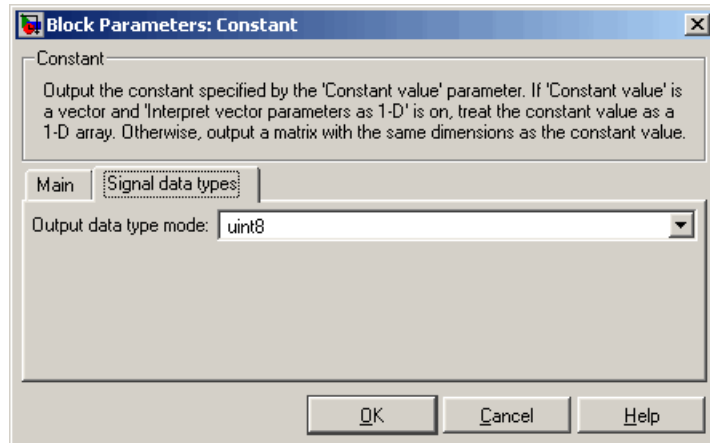 Block Parameters: Constant
Constant
Output the constant specified by the 'Constant value' parameter. If 'Constant value' is
a vector and 'Interpret vector parameters as 1-D' is on, treat the constant value as a
1-D array. Otherwise, output a matrix with the same dimensions as the constant value.
Main Signal data types
Output data type mode: uint8
OK Cancel Help